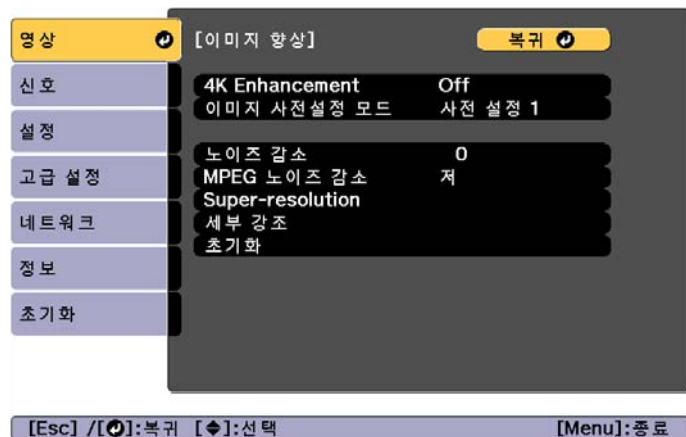 영상
신호
설정
고급 설정
네트워크
정보
초기화
[이미지 향상]
복귀
4K Enhancement Off
이미지 사전설정 모드 사전 설정 1
노이즈 감소 0
MPEG 노이즈 감소 저
Super-resolution
세부 강조
초기화
[Esc] /[ ]:복귀 [ ]:선택 [Menu]:종료